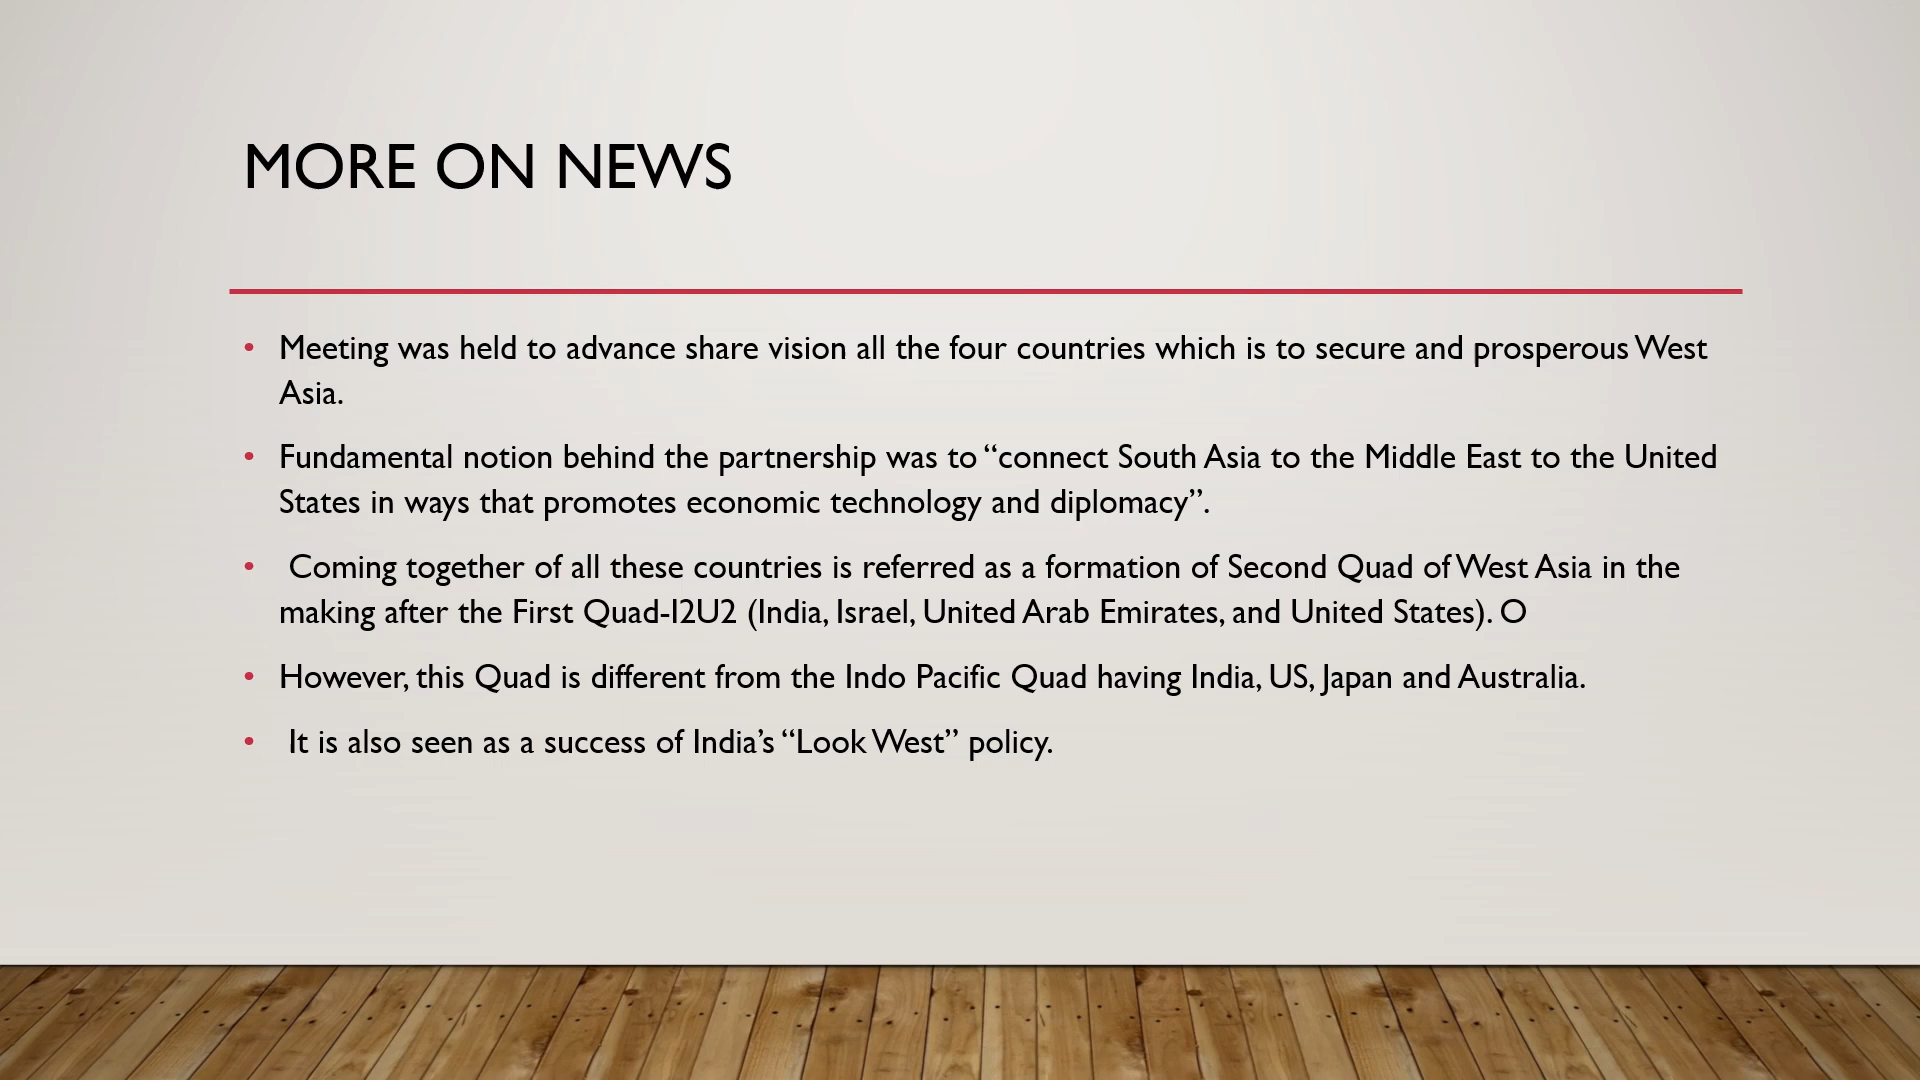 MORE ON NEWS
• Meeting was held to advance share vision all the four countries which is to secure and prosperous West
Asia.
• Fundamental notion behind the partnership was to “connect South Asia to the Middle East to the United
States in ways that promotes economic technology and diplomacy”.
• Coming together of all these countries is referred as a formation of Second Quad of West Asia in the
making after the First Quad-I2U2 (India, Israel, United Arab Emirates, and United States). O
• However, this Quad is different from the Indo Pacific Quad having India, US, Japan and Australia.
• It is also seen as a success of India’s “Look West” policy.